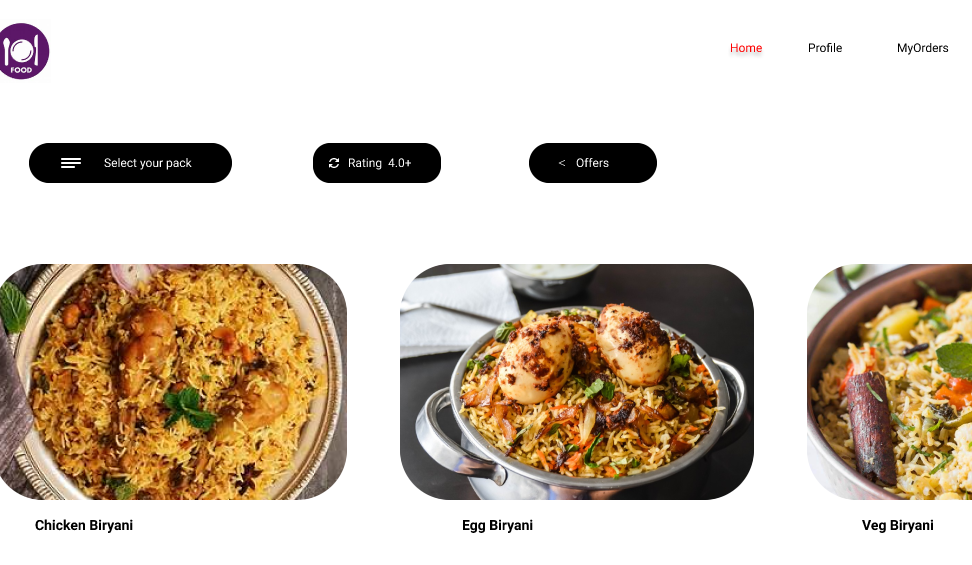 FOOD
Home
Profile
MyOrders
Select your pack
Rating 4.0+
< Offers
Chicken Biryani
Egg Biryani
Veg Biryani